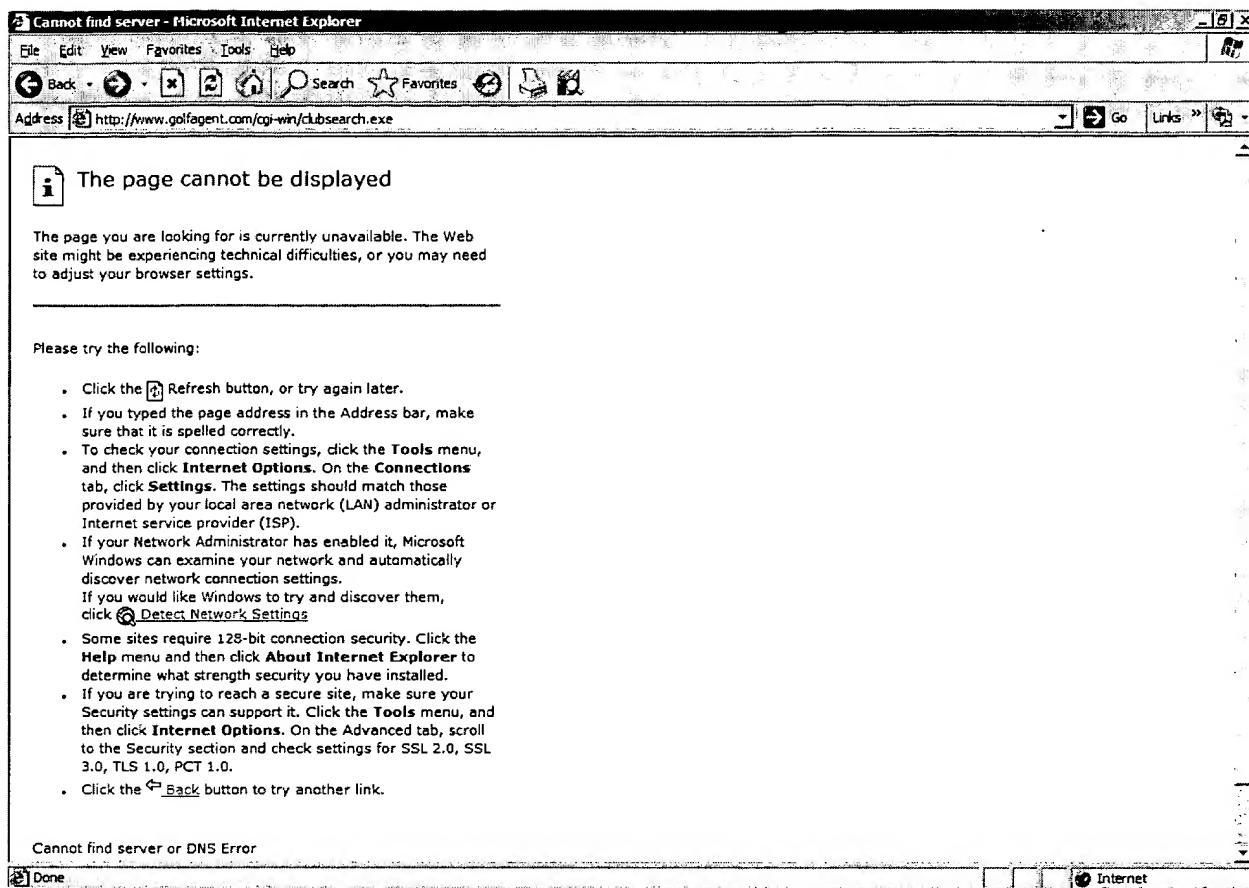 Cannot find server - Microsoft Internet Explorer
File Edit View Favorites Tools Help
Back Search Favorites
Address http://www.golfagent.com/cgi-win/clubsearch.exe Go Links »
The page cannot be displayed
The page you are looking for is currently unavailable. The Web
site might be experiencing technical difficulties, or you may need
to adjust your browser settings.
Please try the following:
• Click the Refresh button, or try again later.
• If you typed the page address in the Address bar, make
sure that it is spelled correctly.
• To check your connection settings, click the Tools menu,
and then click Internet Options. On the Connections
tab, click Settings. The settings should match those
provided by your local area network (LAN) administrator or
Internet service provider (ISP).
• If your Network Administrator has enabled it, Microsoft
Windows can examine your network and automatically
discover network connection settings.
If you would like Windows to try and discover them,
click Detect Network Settings
• Some sites require 128-bit connection security. Click the
Help menu and then click About Internet Explorer to
determine what strength security you have installed.
• If you are trying to reach a secure site, make sure your
Security settings can support it. Click the Tools menu, and
then click Internet Options. On the Advanced tab, scroll
to the Security section and check settings for SSL 2.0, SSL
3.0, TLS 1.0, PCT 1.0.
• Click the Back button to try another link.
Cannot find server or DNS Error
Done Internet